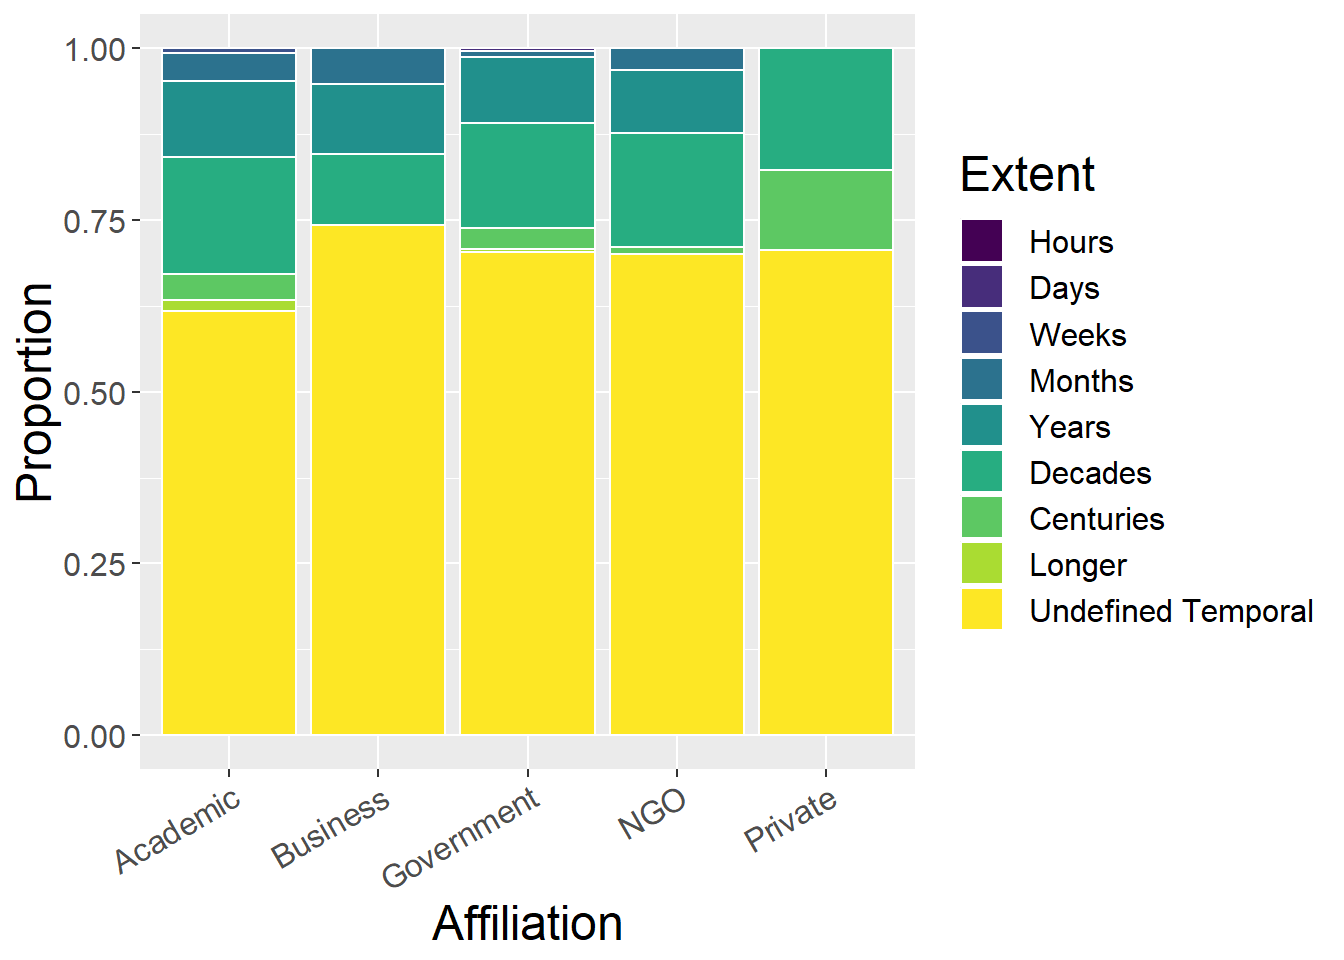 1.00
0.75
0.50
0.25
0.00
Proportion
Academic
Business
Government
NGO
Private
Affiliation
Extent
Hours
Days
Weeks
Months
Years
Decades
Centuries
Longer
Undefined Temporal